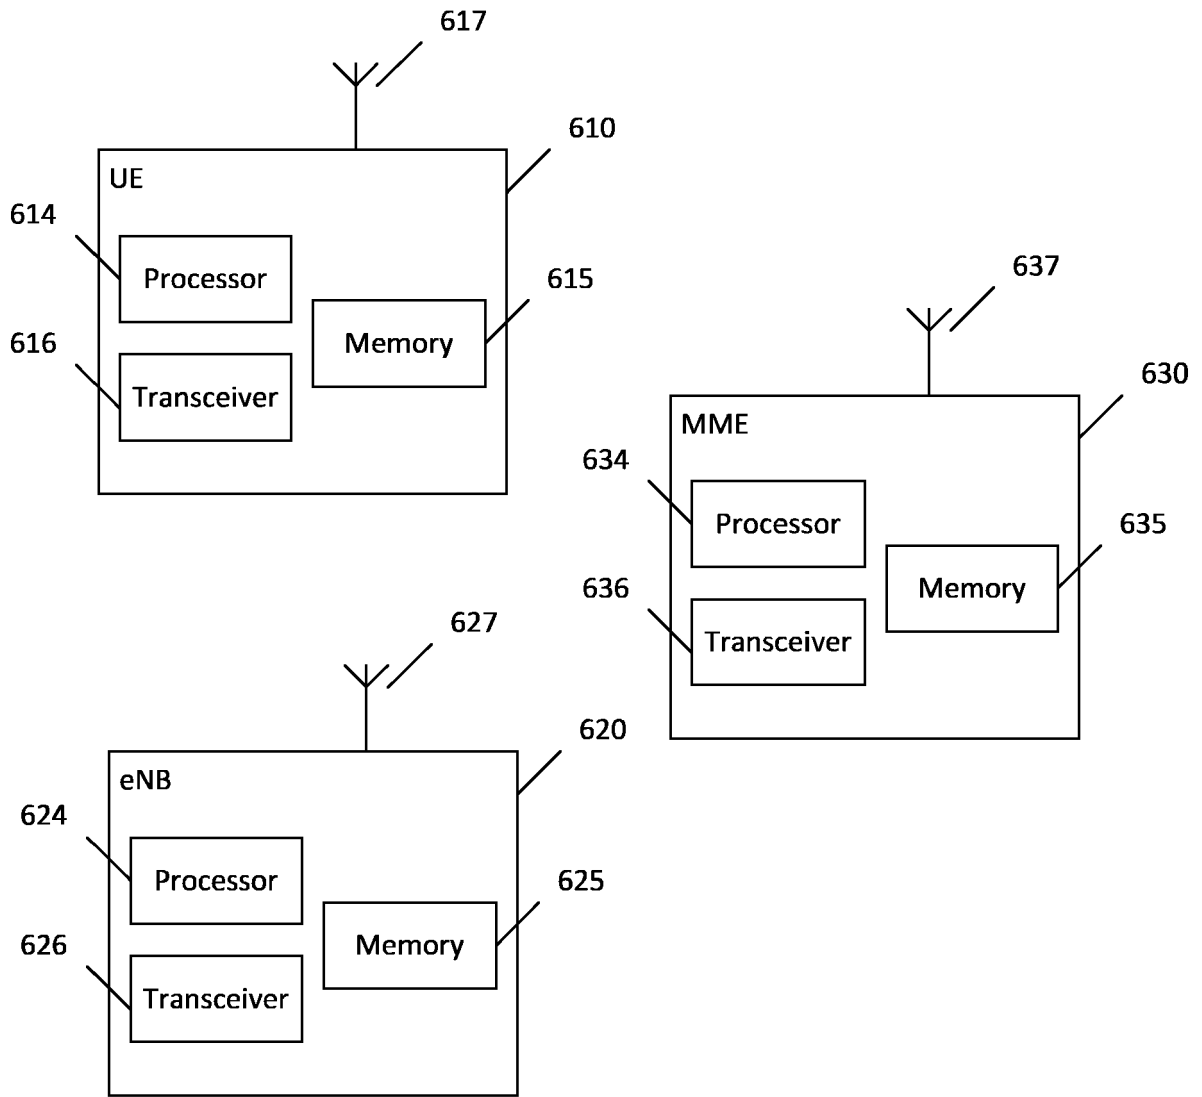 617
610
UE
614
Processor
615
616
Memory
Transceiver
637
630
MME
634
Processor
635
636
Memory
Transceiver
627
620
eNB
624
Processor
625
626
Memory
Transceiver